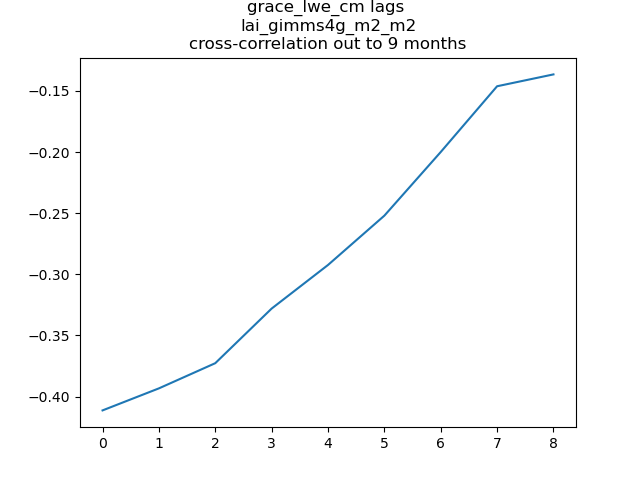 grace_lwe_cm lags
lai_gimms4g_m2_m2
cross-correlation out to 9 months
−0.15
−0.20
−0.25
−0.30
−0.35
−0.40
0 1 2 3 4 5 6 7 8